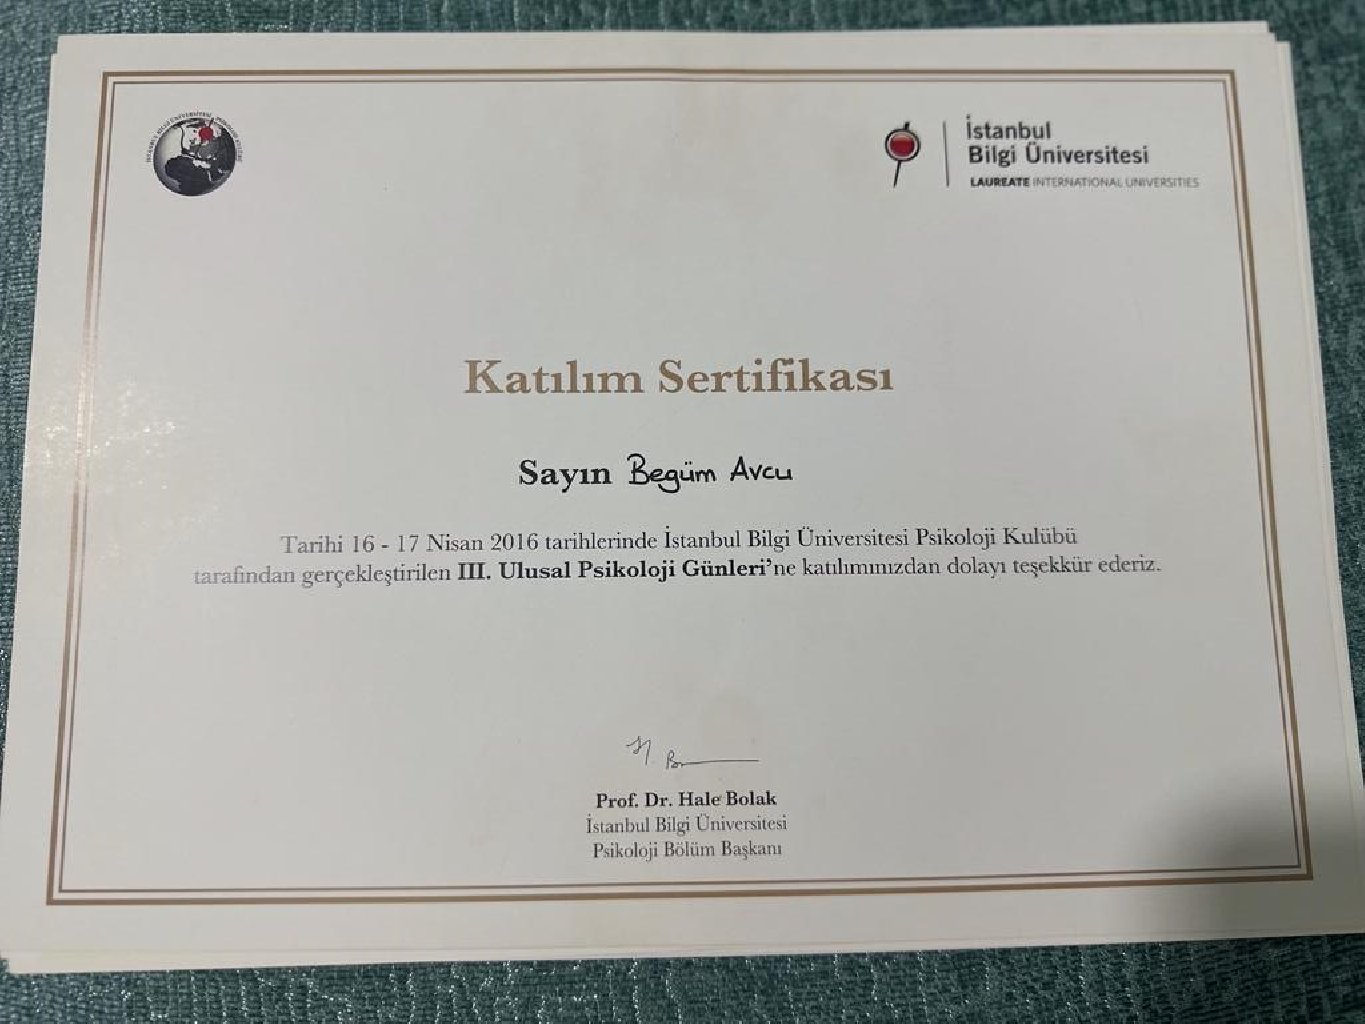 İstanbul
Bilgi Üniversitesi
LAUREATE INTERNATIONAL UNIVERSITIES
Katılım Sertifikası
Sayın Begüm Avcu
Tarihi 16 - 17 Nisan 2016 tarihlerinde İstanbul Bilgi Üniversitesi Psikoloji Kulübü
tarafından gerçekleştirilen III. Ulusal Psikoloji Günleri'ne katılımınızdan dolayı teşekkür ederiz.
Prof. Dr. Hale Bolak
İstanbul Bilgi Üniversitesi
Psikoloji Bölüm Başkanı